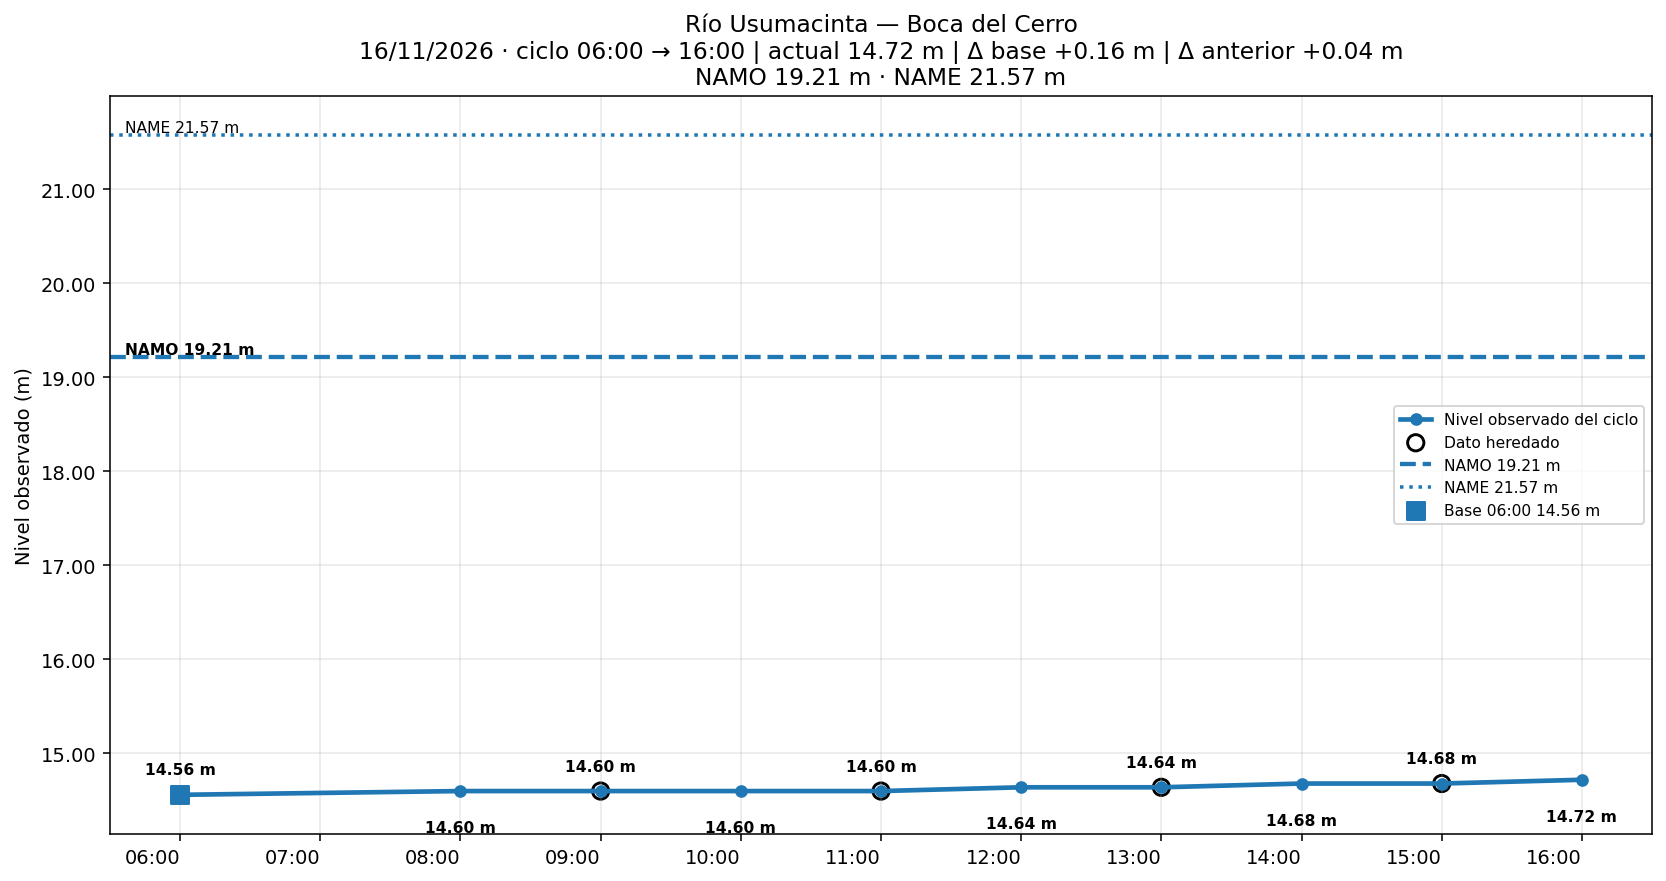 Río Usumacinta — Boca del Cerro
16/11/2026 · ciclo 06:00 → 16:00 | actual 14.72 m | Δ base +0.16 m | Δ anterior +0.04 m
NAMO 19.21 m · NAME 21.57 m
NAME 21.57 m
21.00
20.00
NAMO 19.21 m
19.00
18.00
17.00
16.00
15.00
Nivel observado (m)
Nivel observado del ciclo
Dato heredado
NAMO 19.21 m
NAME 21.57 m
Base 06:00 14.56 m
14.56 m
14.60 m
14.60 m
14.60 m
14.60 m
14.64 m
14.64 m
14.68 m
14.68 m
14.72 m
06:00
07:00
08:00
09:00
10:00
11:00
12:00
13:00
14:00
15:00
16:00